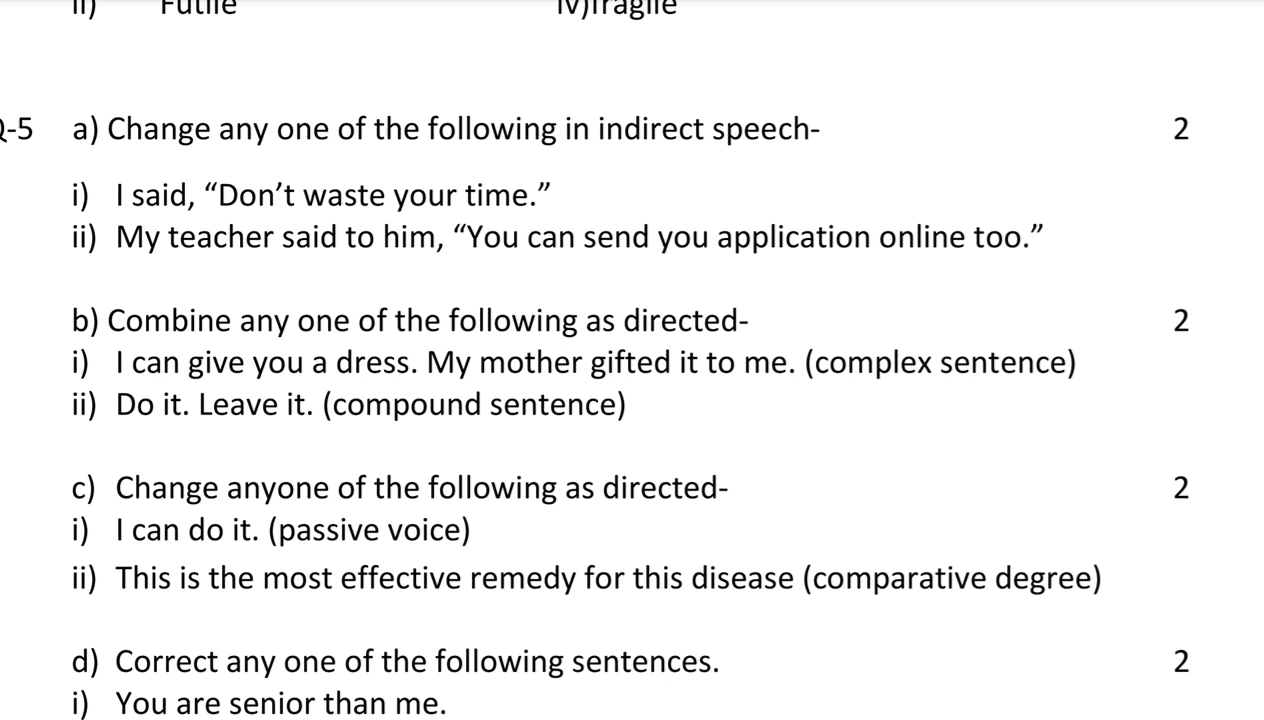 ii) Futile iv)fragile
Q-5 a) Change any one of the following in indirect speech- 2
i) I said, “Don’t waste your time.”
ii) My teacher said to him, “You can send you application online too.”
b) Combine any one of the following as directed- 2
i) I can give you a dress. My mother gifted it to me. (complex sentence)
ii) Do it. Leave it. (compound sentence)
c) Change anyone of the following as directed- 2
i) I can do it. (passive voice)
ii) This is the most effective remedy for this disease (comparative degree)
d) Correct any one of the following sentences. 2
i) You are senior than me.